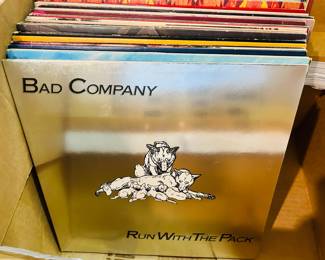 BAD COMPANY
RUN WITH THE PACK